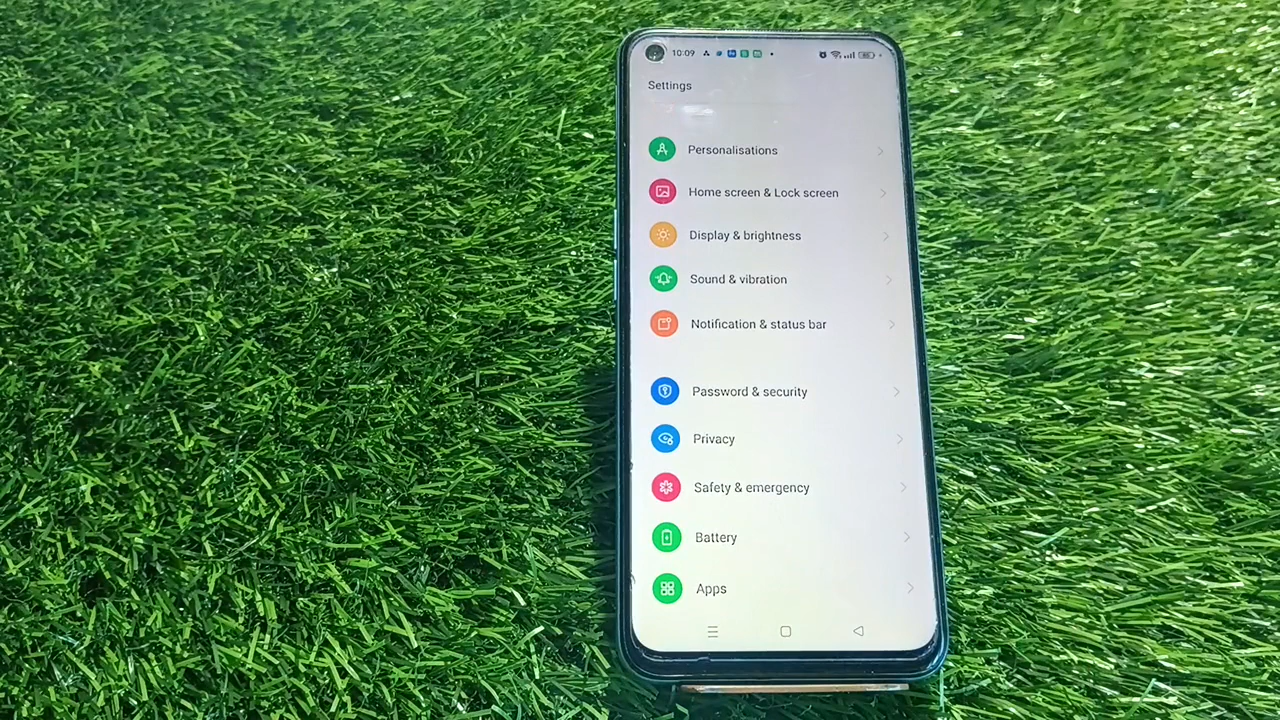 10:09
Settings
Personalisations
Home screen & Lock screen
Display & brightness
Sound & vibration
Notification & status bar
Password & security
Privacy
Safety & emergency
Battery
Apps